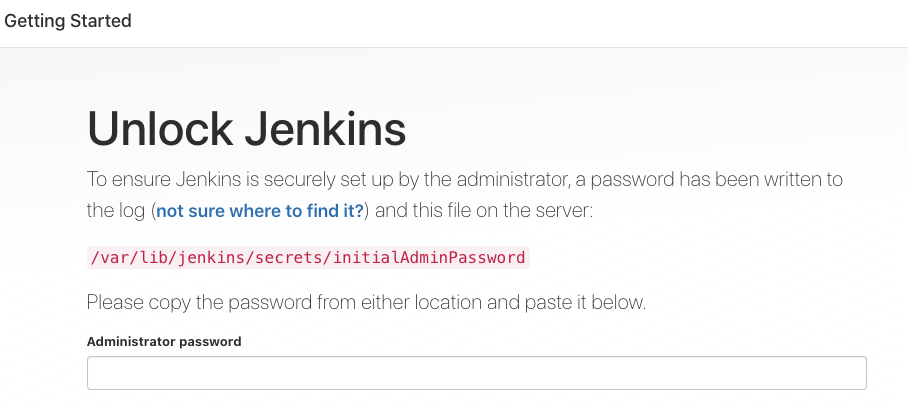 Getting Started
Unlock Jenkins
To ensure Jenkins is securely set up by the administrator, a password has been written to
the log (not sure where to find it?) and this file on the server:
/var/lib/jenkins/secrets/initialAdminPassword
Please copy the password from either location and paste it below.
Administrator password